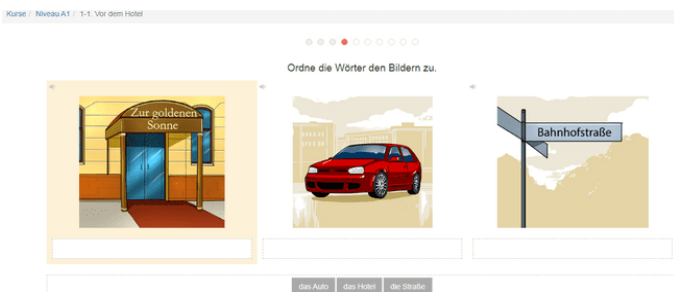 Kurse / Niveau A1 / 1-1. Vor dem Hotel
Ordne die Wörter den Bildern zu.
Zur goldenen
Sonne
Bahnhofstraße
das Auto das Hotel die Straße